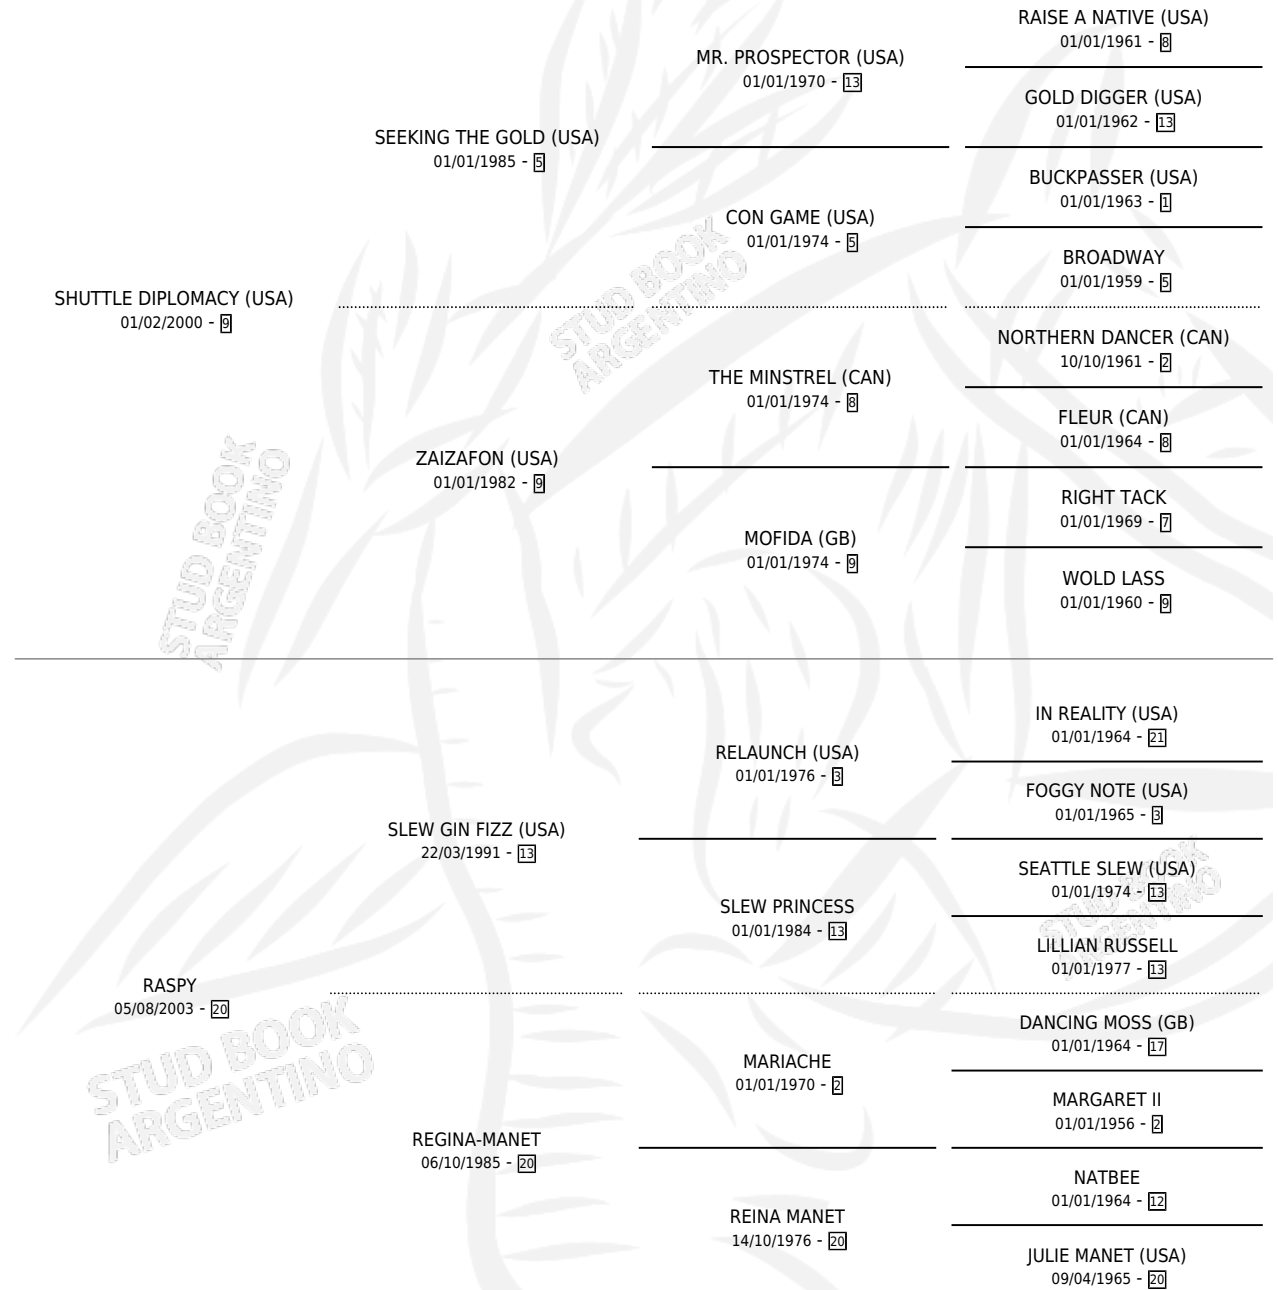 RAISE A NATIVE (USA)
01/01/1961 - 8
MR. PROSPECTOR (USA)
01/01/1970 - 13
GOLD DIGGER (USA)
01/01/1962 - 13
SEEKING THE GOLD (USA)
01/01/1985 - 5
BUCKPASSER (USA)
01/01/1963 - 1
CON GAME (USA)
01/01/1974 - 5
BROADWAY
01/01/1959 - 5
SHUTTLE DIPLOMACY (USA)
01/02/2000 - 9
NORTHERN DANCER (CAN)
10/10/1961 - 2
THE MINSTREL (CAN)
01/01/1974 - 8
FLEUR (CAN)
01/01/1964 - 8
ZAIZAFON (USA)
01/01/1982 - 9
RIGHT TACK
01/01/1969 - 7
MOFIDA (GB)
01/01/1974 - 9
WOLD LASS
01/01/1960 - 9
IN REALITY (USA)
01/01/1964 - 21
RELAUNCH (USA)
01/01/1976 - 3
FOGGY NOTE (USA)
01/01/1965 - 3
SLEW GIN FIZZ (USA)
22/03/1991 - 13
SEATTLE SLEW (USA)
01/01/1974 - 13
SLEW PRINCESS
01/01/1984 - 13
LILLIAN RUSSELL
01/01/1977 - 13
RASPY
05/08/2003 - 20
DANCING MOSS (GB)
01/01/1964 - 17
MARIACHE
01/01/1970 - 2
MARGARET II
01/01/1956 - 2
REGINA-MANET
06/10/1985 - 20
NATBEE
01/01/1964 - 12
REINA MANET
14/10/1976 - 20
JULIE MANET (USA)
09/04/1965 - 20
STUD BOOK
ARGENTINO
STUD BOOK
ARGENTINO
STUD BOOK
ARGENTINO
STUD BOOK
ARGENTINO